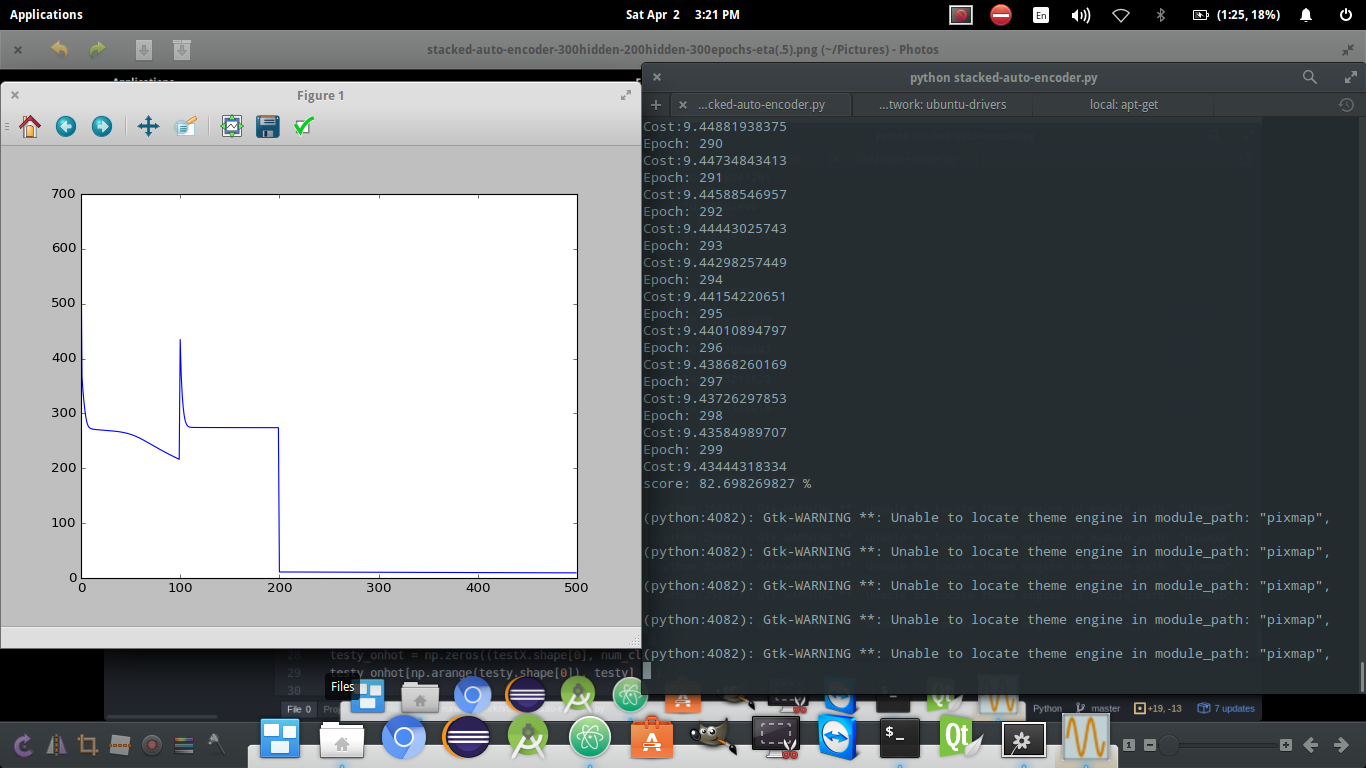 Applications
Sat Apr 2 3:21 PM
En
(1:25, 18%)
stacked-auto-encoder-300hidden-200hidden-300epochs-eta(.5).png (~/Pictures) - Photos
Figure 1
700
600
500
400
300
200
100
0
0 100 200 300 400 500
python stacked-auto-encoder.py
...cked-auto-encoder.py ...twork: ubuntu-drivers local: apt-get
Cost:9.44881938375
Epoch: 290
Cost:9.44734843413
Epoch: 291
Cost:9.44588546957
Epoch: 292
Cost:9.44443025743
Epoch: 293
Cost:9.44298257449
Epoch: 294
Cost:9.44154220651
Epoch: 295
Cost:9.44010894797
Epoch: 296
Cost:9.43868260169
Epoch: 297
Cost:9.43726297853
Epoch: 298
Cost:9.43584989707
Epoch: 299
Cost:9.43444318334
score: 82.698269827 %
(python:4082): Gtk-WARNING **: Unable to locate theme engine in module_path: "pixmap",
(python:4082): Gtk-WARNING **: Unable to locate theme engine in module_path: "pixmap",
(python:4082): Gtk-WARNING **: Unable to locate theme engine in module_path: "pixmap",
(python:4082): Gtk-WARNING **: Unable to locate theme engine in module_path: "pixmap",
(python:4082): Gtk-WARNING **: Unable to locate theme engine in module_path: "pixmap",
28 testy_onhot = np.zeros((testX.shape[0], num_cl
29 testy_onhot[np.arange(testy.shape[0]), testy]
30
Files
File 0
Python master +19, -13 7 updates
Qt
1